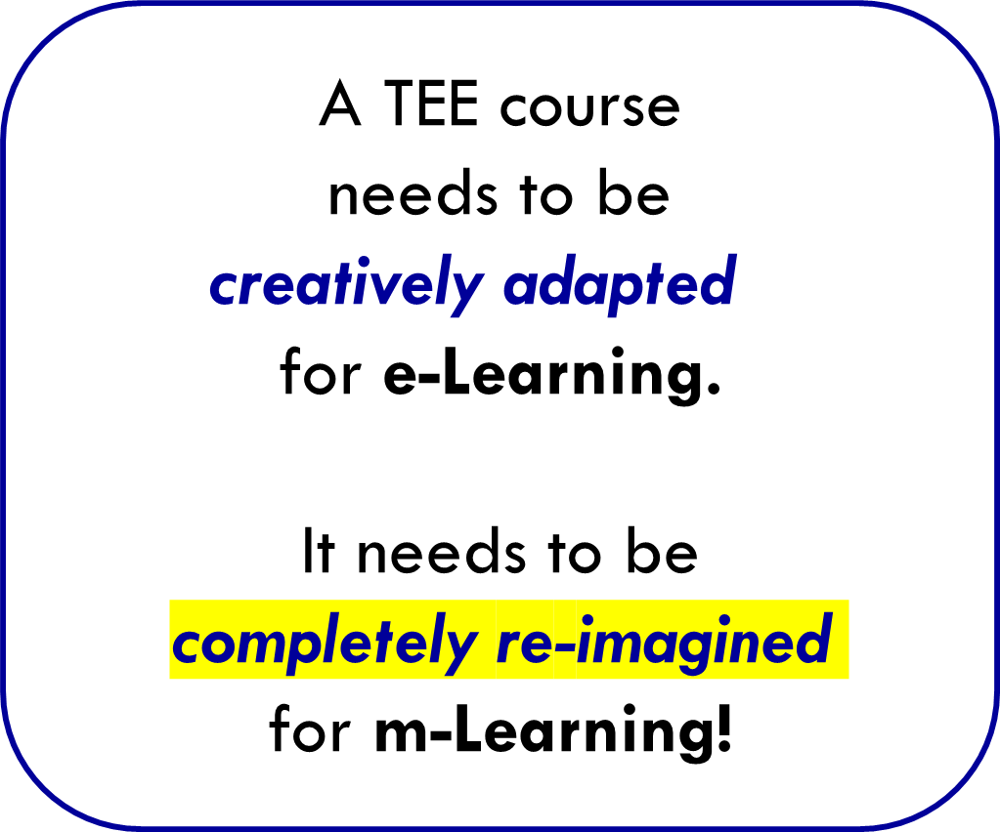 A TEE course
needs to be
creatively adapted
for e-Learning.
It needs to be
completely re-imagined
for m-Learning!